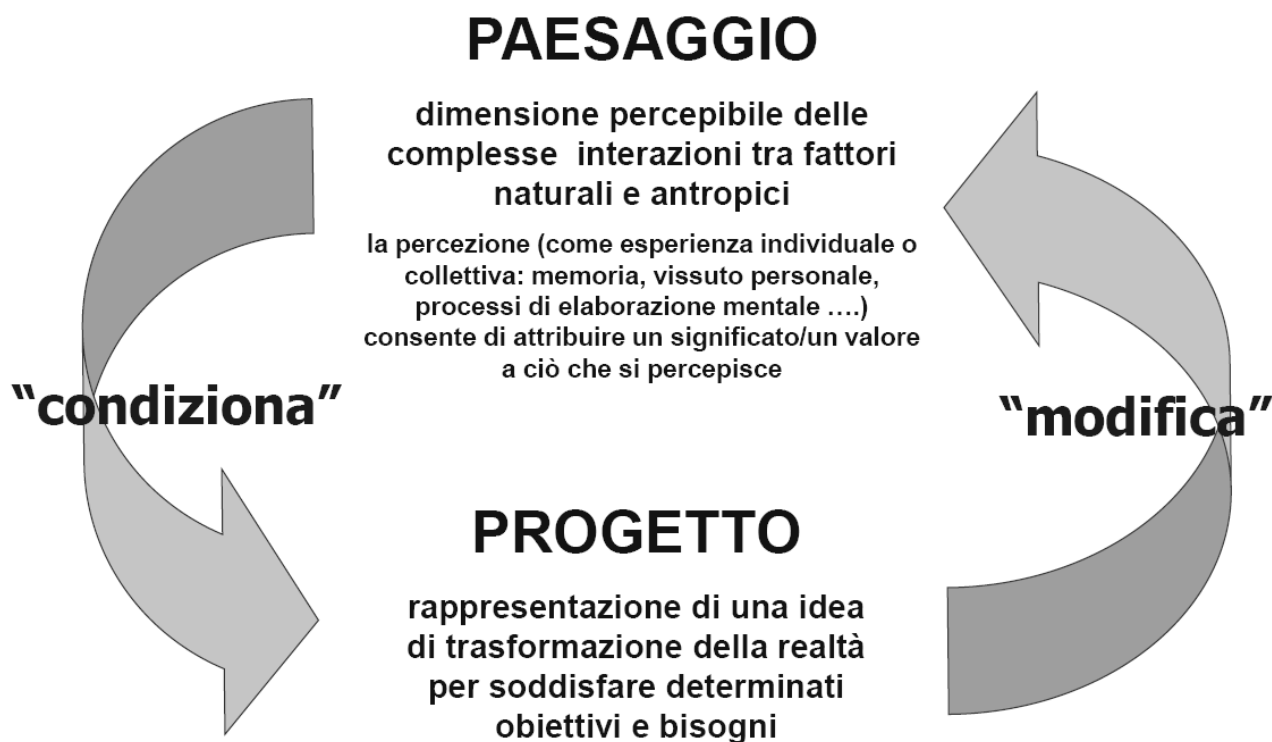 PAESAGGIO
dimensione percepibile delle
complesse interazioni tra fattori
naturali e antropici
la percezione (come esperienza individuale o
collettiva: memoria, vissuto personale,
processi di elaborazione mentale ....)
consente di attribuire un significato/un valore
a ciò che si percepisce
“condiziona”
“modifica”
PROGETTO
rappresentazione di una idea
di trasformazione della realtà
per soddisfare determinati
obiettivi e bisogni